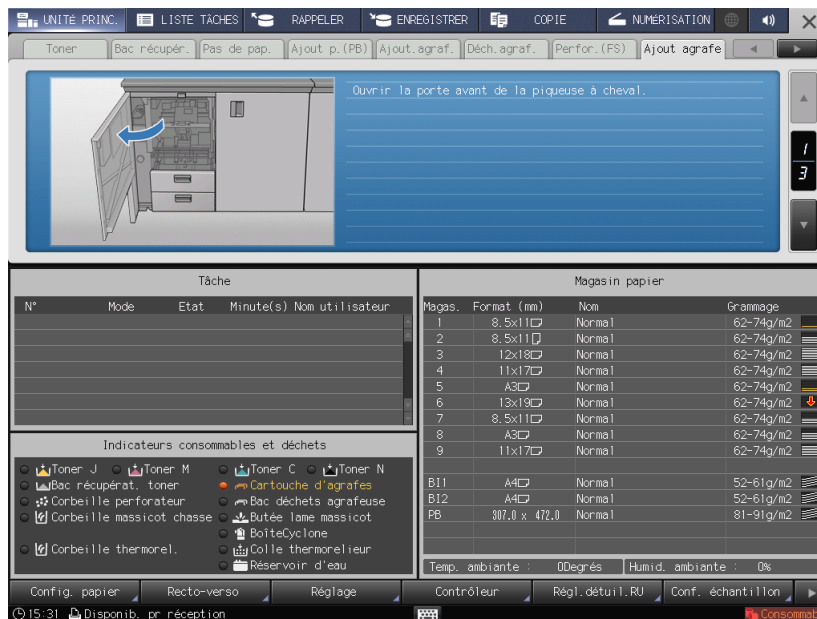 UNITÉ PRINC. LISTE TÂCHES RAPPELER ENREGISTRER COPIE NUMÉRISATION
Toner Bac récupér. Pas de pap. Ajout p.(PB) Ajout.agraf. Déch.agraf. Perfor.(FS) Ajout agrafe
Ouvrir la porte avant de la piqueuse à cheval.
1
3
Tâche
N° Mode Etat Minute(s) Nom utilisateur
Magasin papier
Magas. Format (mm) Nom Grammage
1 8.5x11 Normal 62-74g/m2
2 8.5x11 Normal 62-74g/m2
3 12x18 Normal 62-74g/m2
4 11x17 Normal 62-74g/m2
5 A3 Normal 62-74g/m2
6 13x19 Normal 62-74g/m2
7 8.5x11 Normal 62-74g/m2
8 A3 Normal 62-74g/m2
9 11x17 Normal 62-74g/m2
BI1 A4 Normal 52-61g/m2
BI2 A4 Normal 52-61g/m2
PB 307.0 x 472.0 Normal 81-91g/m2
Temp. ambiante : 0Degrés Humid. ambiante : 0%
Indicateurs consommables et déchets
Toner J Toner M Toner C Toner N
Bac récupérat. toner Cartouche d'agrafes
Corbeille perforateur Bac déchets agrafeuse
Corbeille massicot chasse Butée lame massicot
BoîteCyclone
Corbeille thermorel. Colle thermorelieur
Réservoir d'eau
Config. papier Recto-verso Réglage Contrôleur Régl.détuil.RU Conf. échantillon
15:31 Disponib. pr réception Consommab